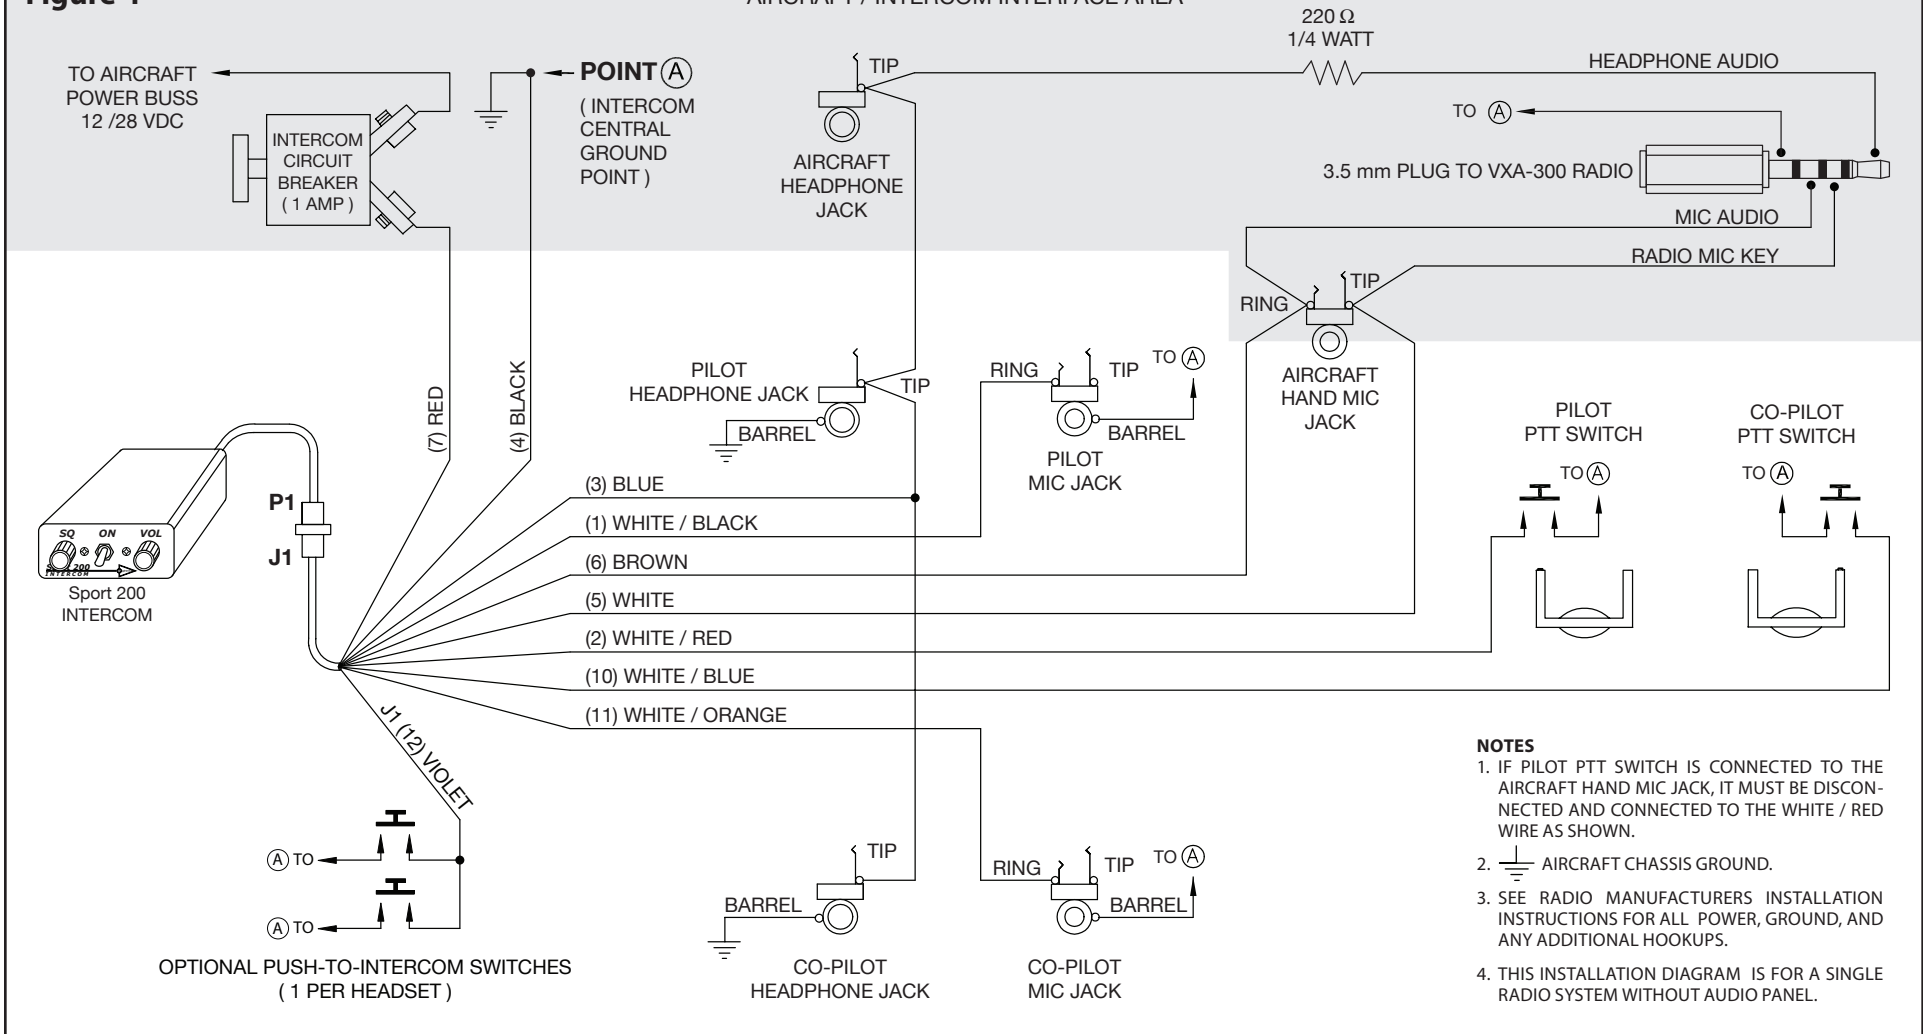 Figure 1
AIRCRAFT / INTERCOM INTERFACE AREA
TO AIRCRAFT
POWER BUSS
12 /28 VDC
INTERCOM
CIRCUIT
BREAKER
( 1 AMP )
POINT A
( INTERCOM
CENTRAL
GROUND
POINT )
TIP
AIRCRAFT
HEADPHONE
JACK
220 Ω
1/4 WATT
HEADPHONE AUDIO
TO A
3.5 mm PLUG TO VXA-300 RADIO
MIC AUDIO
RADIO MIC KEY
RING
TIP
AIRCRAFT
HAND MIC
JACK
(7) RED
(4) BLACK
PILOT
HEADPHONE JACK
TIP
BARREL
RING
TIP
TO A
BARREL
PILOT
MIC JACK
PILOT
PTT SWITCH
TO A
CO-PILOT
PTT SWITCH
TO A
P1
J1
SQ
ON
VOL
200
INTERCOM
Sport 200
INTERCOM
(3) BLUE
(1) WHITE / BLACK
(6) BROWN
(5) WHITE
(2) WHITE / RED
(10) WHITE / BLUE
(11) WHITE / ORANGE
J1 (12) VIOLET
A TO
A TO
OPTIONAL PUSH-TO-INTERCOM SWITCHES
( 1 PER HEADSET )
TIP
BARREL
CO-PILOT
HEADPHONE JACK
RING
TIP
TO A
BARREL
CO-PILOT
MIC JACK
NOTES
1. IF PILOT PTT SWITCH IS CONNECTED TO THE
AIRCRAFT HAND MIC JACK, IT MUST BE DISCON-
NECTED AND CONNECTED TO THE WHITE / RED
WIRE AS SHOWN.
2. AIRCRAFT CHASSIS GROUND.
3. SEE RADIO MANUFACTURERS INSTALLATION
INSTRUCTIONS FOR ALL POWER, GROUND, AND
ANY ADDITIONAL HOOKUPS.
4. THIS INSTALLATION DIAGRAM IS FOR A SINGLE
RADIO SYSTEM WITHOUT AUDIO PANEL.